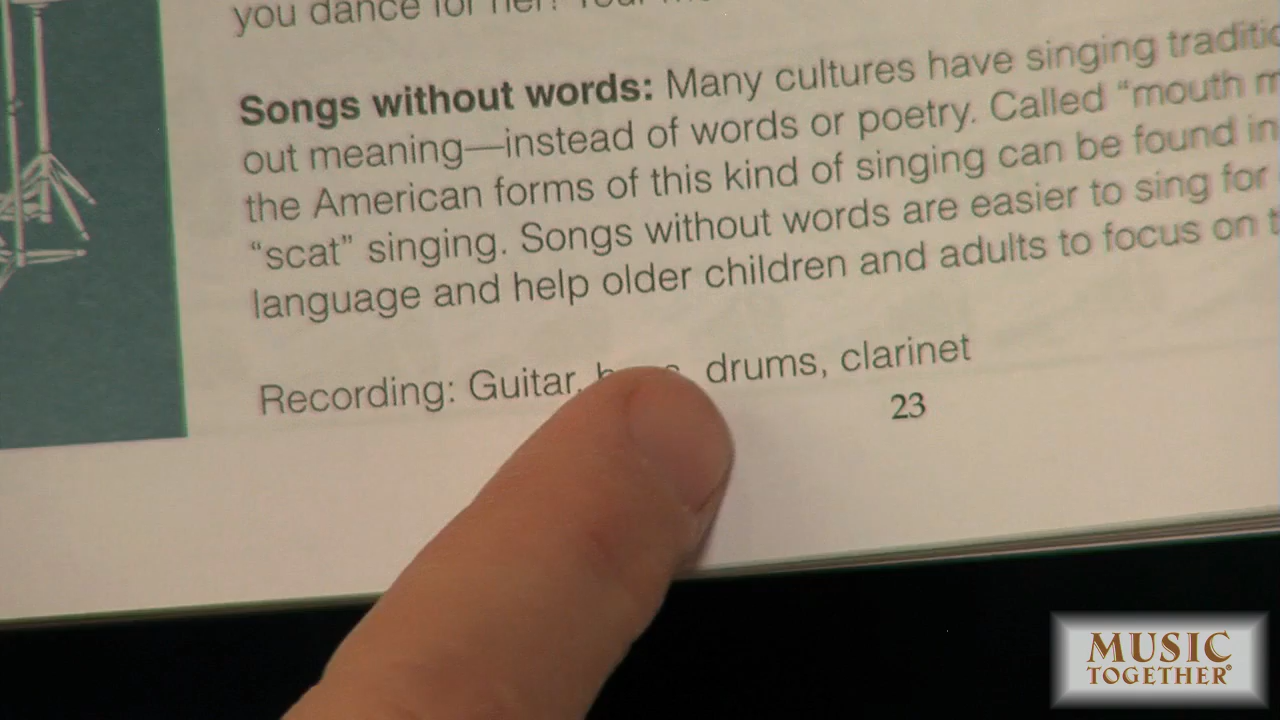 you dance for her! Your
Songs without words: Many cultures have singing traditio
out meaning—instead of words or poetry. Called “mouth m
the American forms of this kind of singing can be found in
“scat” singing. Songs without words are easier to sing for
language and help older children and adults to focus on t
Recording: Guitar, drums, clarinet
23
MUSIC
TOGETHER®